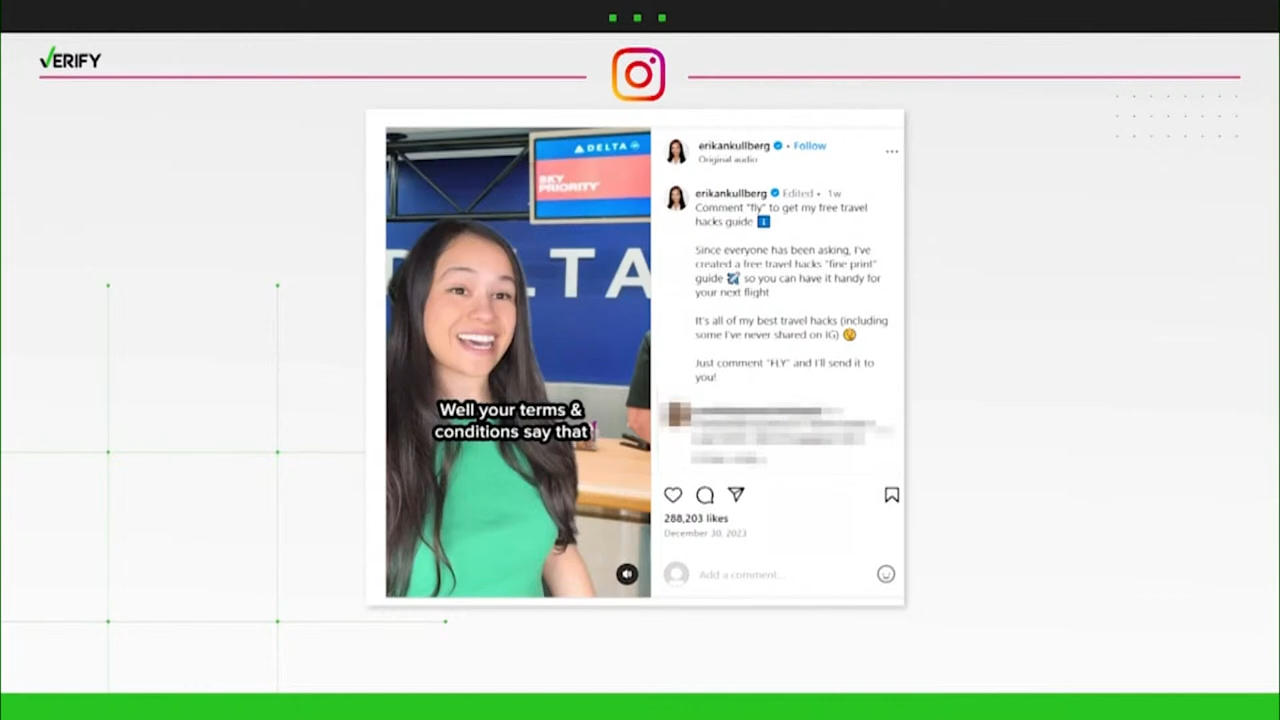 VERIFY
DELTA
SKY
PRIORITY
DELTA
Well your terms &
conditions say that
erikankullberg • Follow
Original audio
erikankullberg Edited • 1w
Comment "fly" to get my free travel
hacks guide
Since everyone has been asking, I've
created a free travel hacks "fine print"
guide ✈️ so you can have it handy for
your next flight
It's all of my best travel hacks (including
some I've never shared on IG) 😯
Just comment "FLY" and I'll send it to
you!
288,203 likes
December 30, 2023
Add a comment...